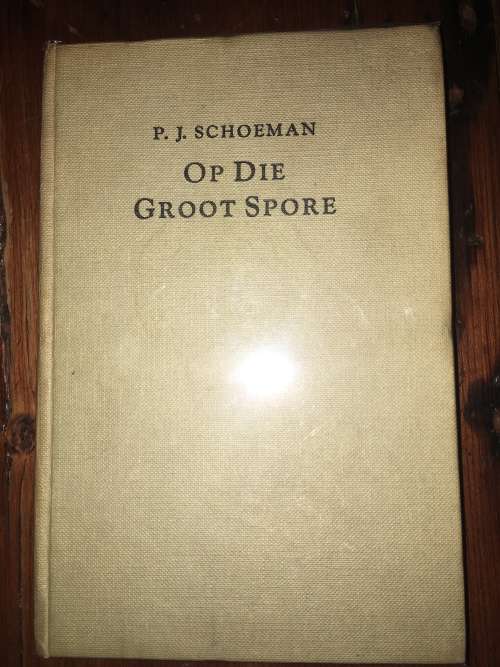 P. J. SCHOEMAN
OP DIE
GROOT SPORE